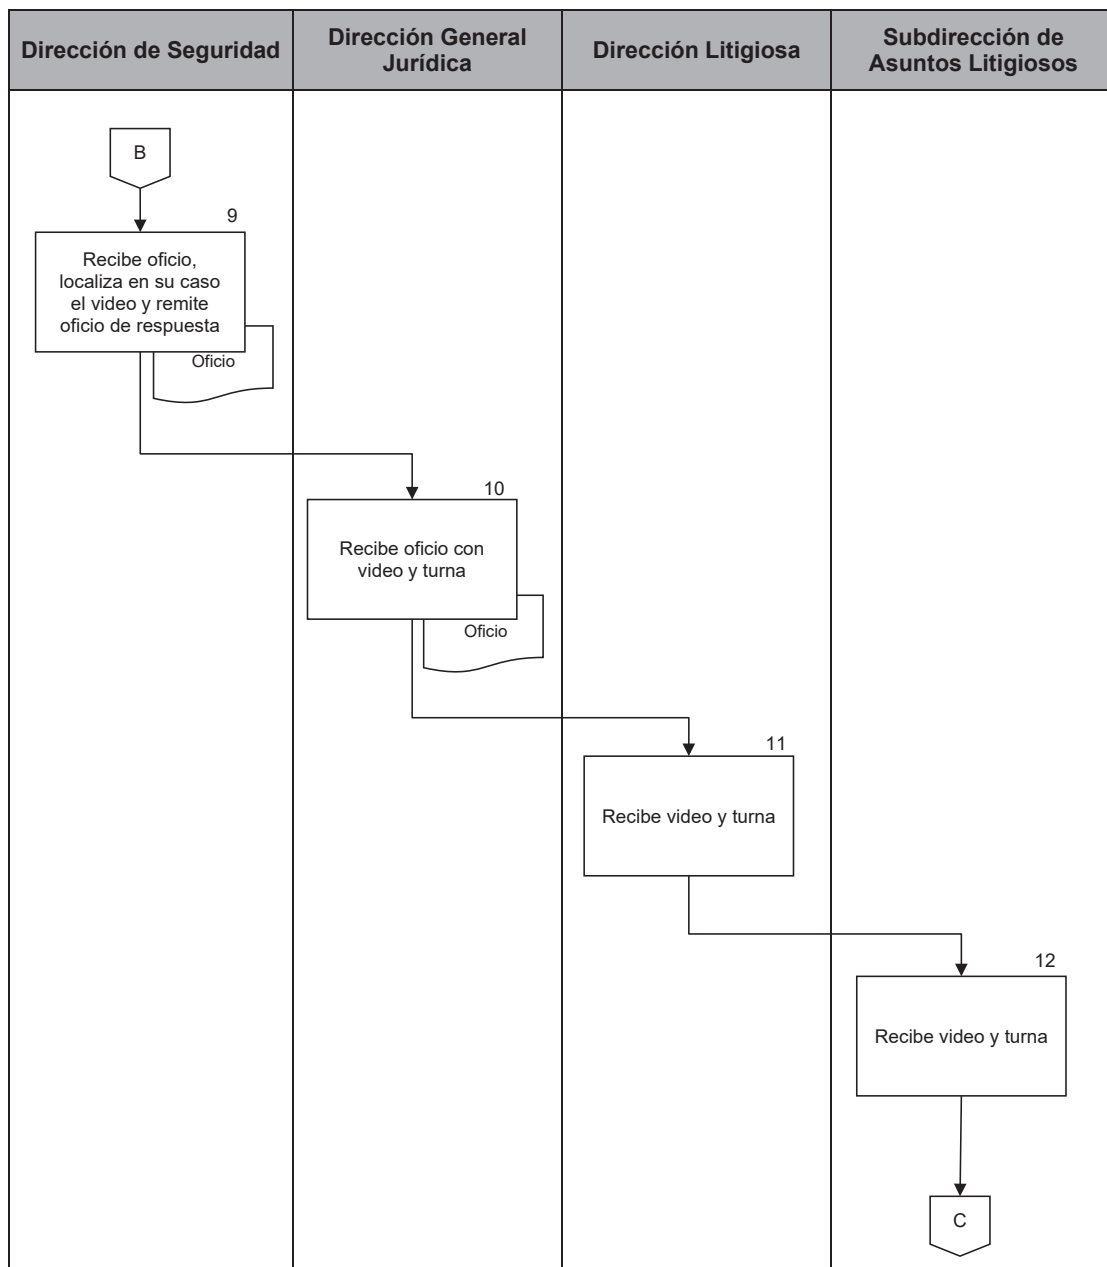 Dirección de Seguridad
Dirección General
Jurídica
Dirección Litigiosa
Subdirección de
Asuntos Litigiosos
B
9
Recibe oficio,
localiza en su caso
el video y remite
oficio de respuesta
Oficio
10
Recibe oficio con
video y turna
Oficio
11
Recibe video y turna
12
Recibe video y turna
C